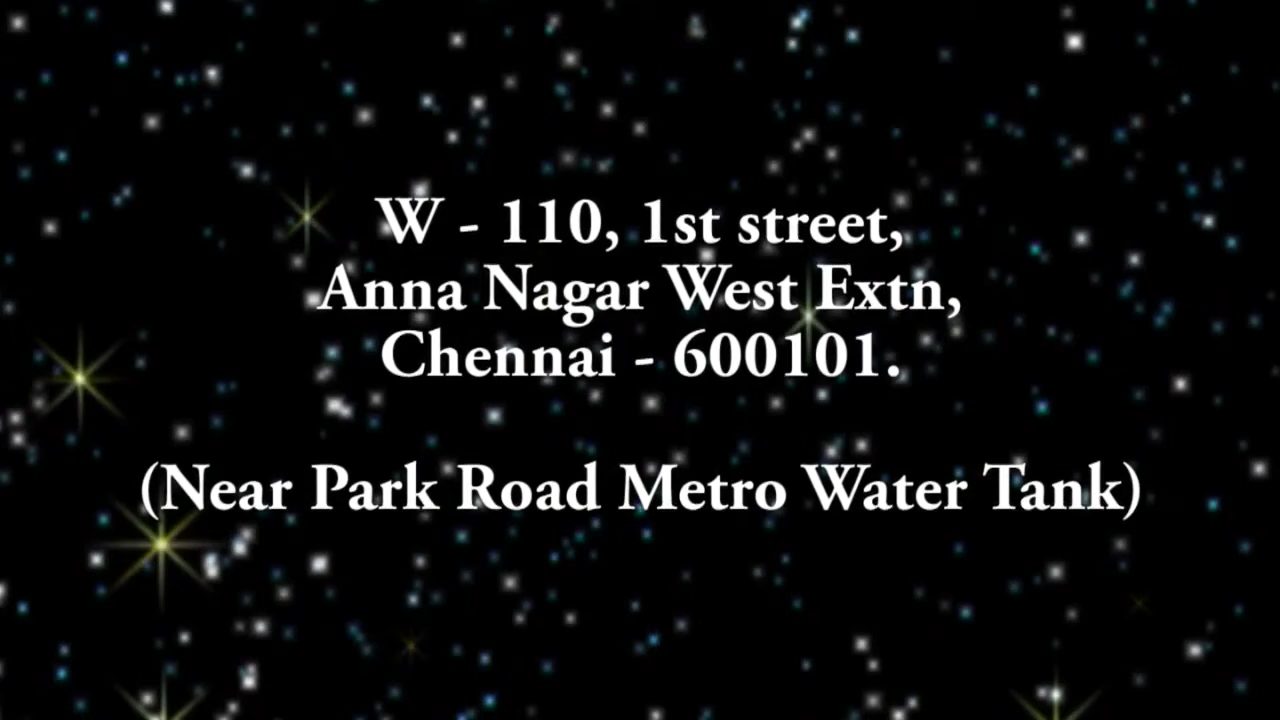 W - 110, 1st street,
Anna Nagar West Extn,
Chennai - 600101.
(Near Park Road Metro Water Tank)